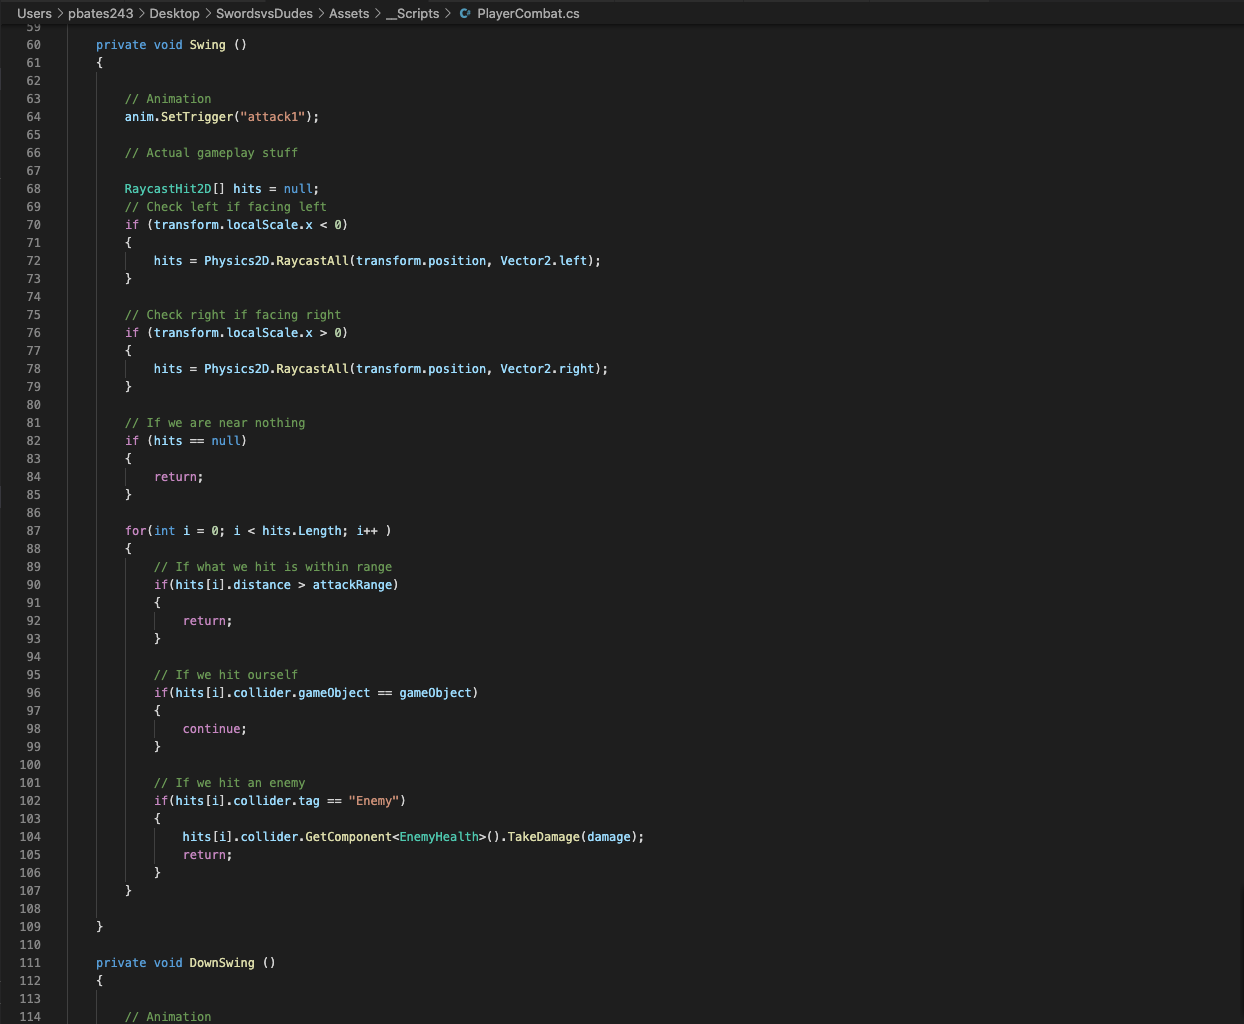 Users > pbates243 > Desktop > SwordsvsDudes > Assets > __Scripts > PlayerCombat.cs
59
60 private void Swing ()
61 {
62
63 // Animation
64 anim.SetTrigger("attack1");
65
66 // Actual gameplay stuff
67
68 RaycastHit2D[] hits = null;
69 // Check left if facing left
70 if (transform.localScale.x < 0)
71 {
72 hits = Physics2D.RaycastAll(transform.position, Vector2.left);
73 }
74
75 // Check right if facing right
76 if (transform.localScale.x > 0)
77 {
78 hits = Physics2D.RaycastAll(transform.position, Vector2.right);
79 }
80
81 // If we are near nothing
82 if (hits == null)
83 {
84 return;
85 }
86
87 for(int i = 0; i < hits.Length; i++ )
88 {
89 // If what we hit is within range
90 if(hits[i].distance > attackRange)
91 {
92 return;
93 }
94
95 // If we hit ourself
96 if(hits[i].collider.gameObject == gameObject)
97 {
98 continue;
99 }
100
101 // If we hit an enemy
102 if(hits[i].collider.tag == "Enemy")
103 {
104 hits[i].collider.GetComponent<EnemyHealth>().TakeDamage(damage);
105 return;
106 }
107 }
108
109 }
110
111 private void DownSwing ()
112 {
113
114 // Animation